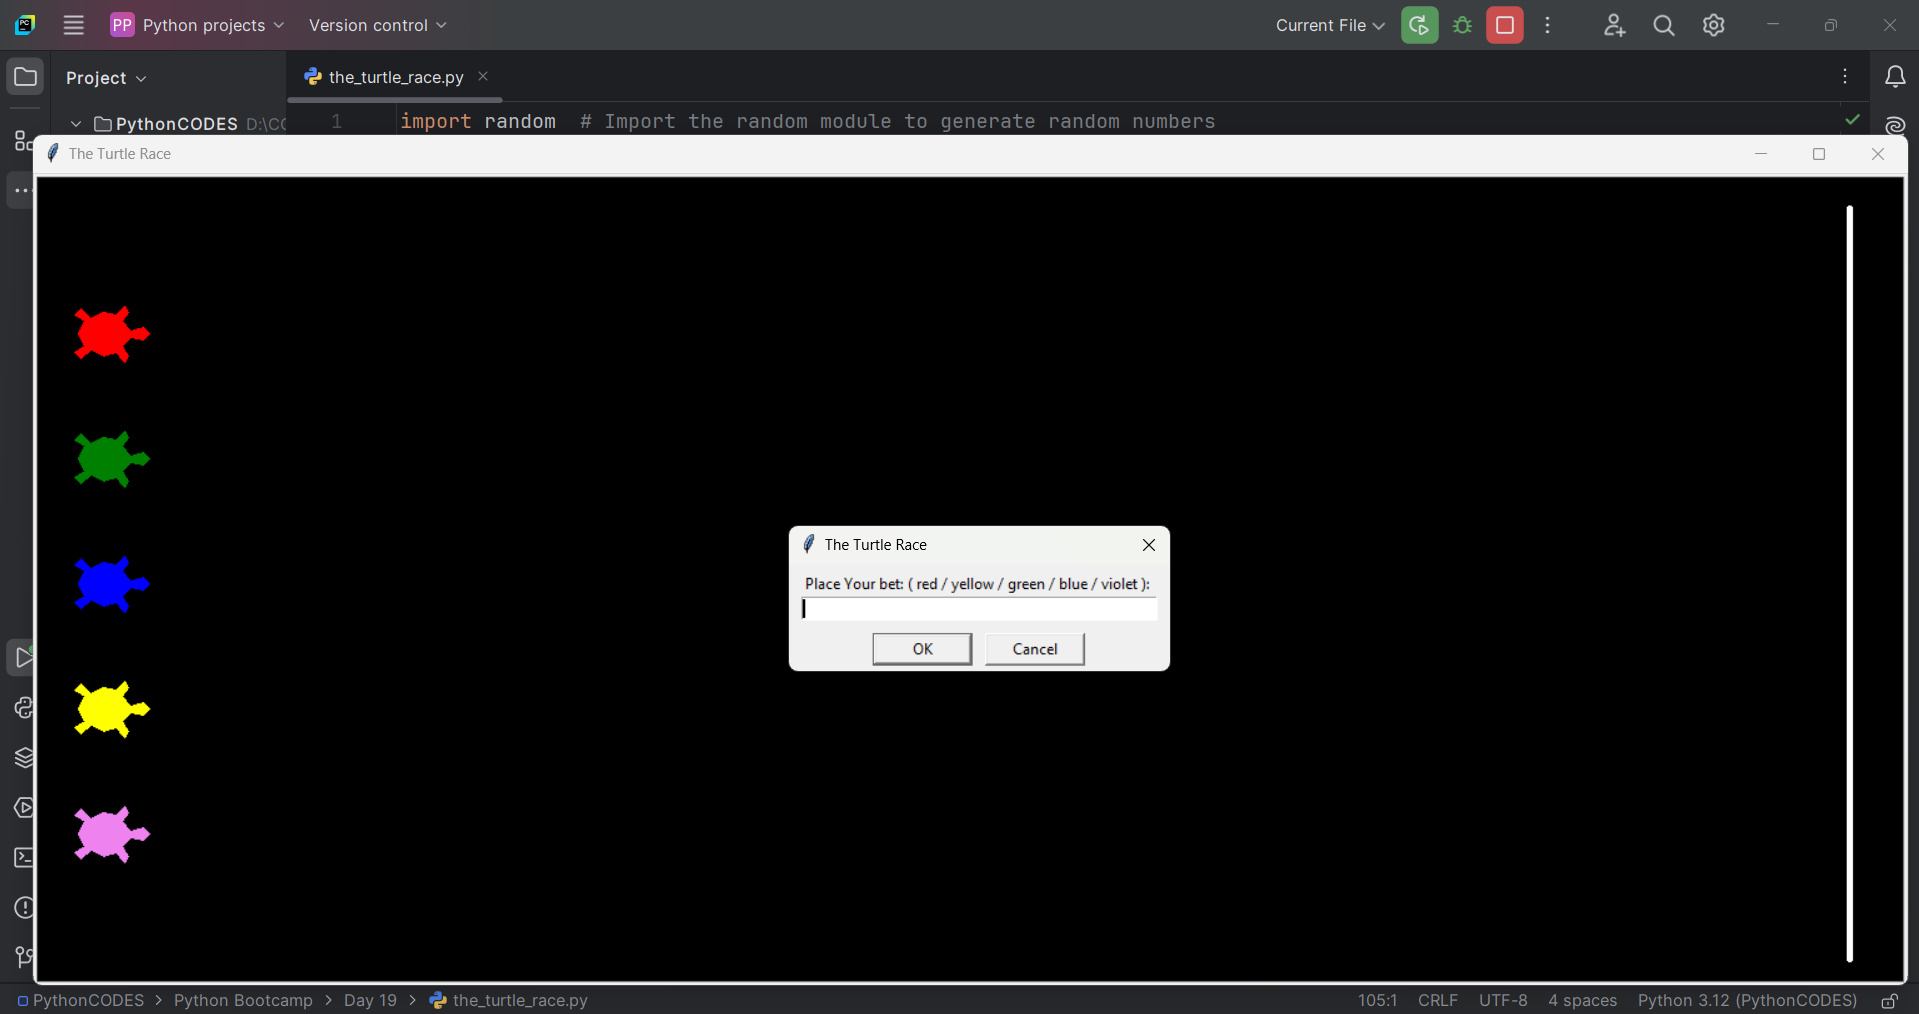 PP Python projects Version control Current File
Project the_turtle_race.py
PythonCODES 1 import random # Import the random module to generate random numbers
The Turtle Race
The Turtle Race
Place Your bet: ( red / yellow / green / blue / violet ):
OK Cancel
PythonCODES > Python Bootcamp > Day 19 > the_turtle_race.py 105:1 CRLF UTF-8 4 spaces Python 3.12 (PythonCODES)